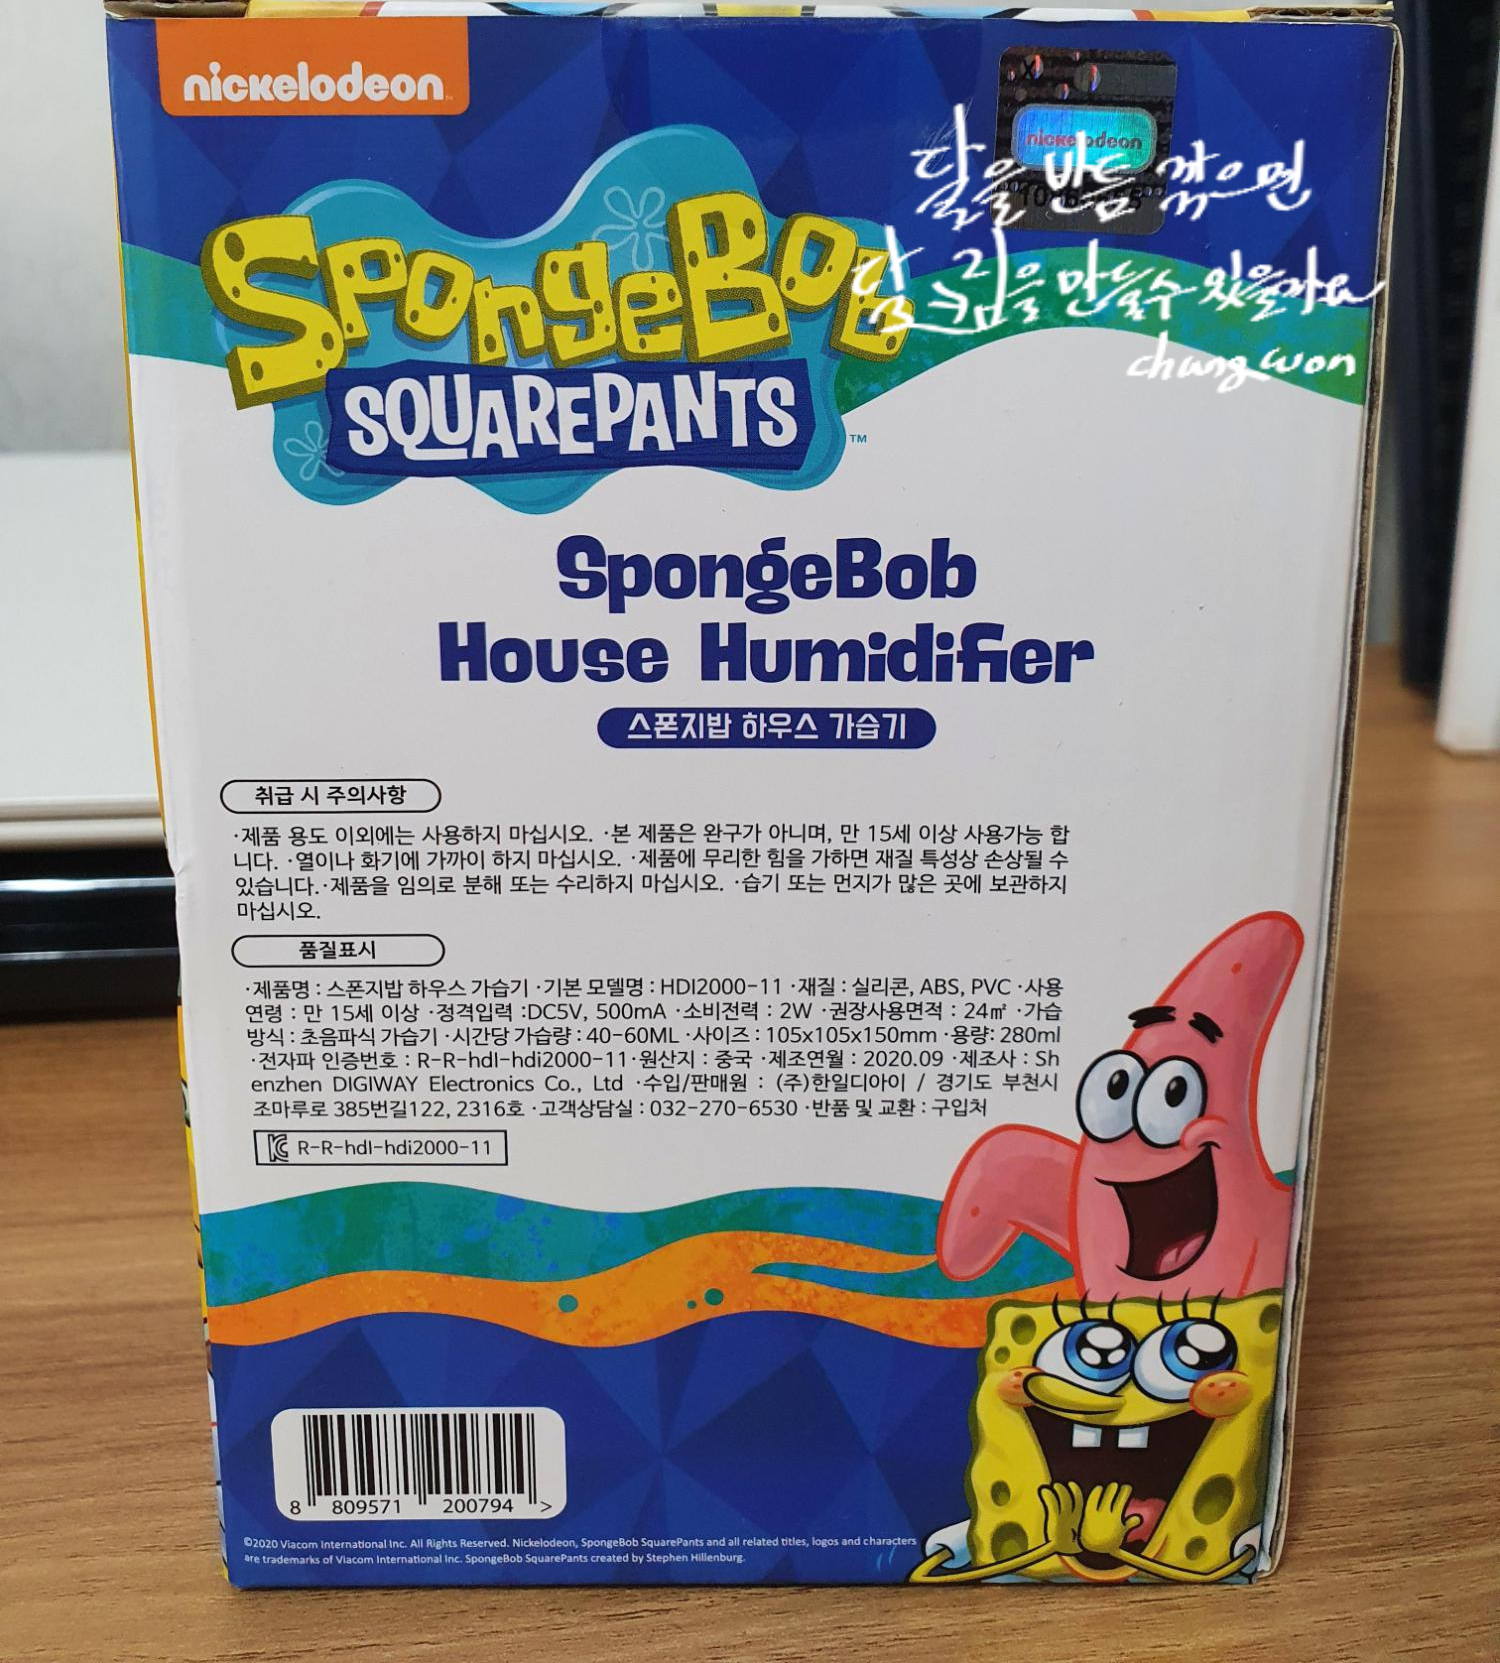 nickelodeon
nickelodeon
달을 반듬 깎으면
담 그림을 만들수 있을까요
chang won
SpongeBob
SQUAREPANTS
TM
SpongeBob
House Humidifier
스폰지밥 하우스 가습기
취급 시 주의사항
·제품 용도 이외에는 사용하지 마십시오. ·본 제품은 완구가 아니며, 만 15세 이상 사용가능 합
니다. ·열이나 화기에 가까이 하지 마십시오. ·제품에 무리한 힘을 가하면 재질 특성상 손상될 수
있습니다.·제품을 임의로 분해 또는 수리하지 마십시오. ·습기 또는 먼지가 많은 곳에 보관하지
마십시오.
품질표시
·제품명 : 스폰지밥 하우스 가습기 ·기본 모델명 : HDI2000-11 ·재질 : 실리콘, ABS, PVC ·사용
연령 : 만 15세 이상 ·정격입력 :DC5V, 500mA ·소비전력 : 2W ·권장사용면적 : 24㎡ ·가습
방식 : 초음파식 가습기 ·시간당 가습량 : 40-60ML ·사이즈 : 105x105x150mm ·용량: 280ml
·전자파 인증번호 : R-R-hdI-hdi2000-11·원산지 : 중국 ·제조연월 : 2020.09 ·제조사 : Sh
enzhen DIGIWAY Electronics Co., Ltd ·수입/판매원 : (주)한일디아이 / 경기도 부천시
조마루로 385번길122, 2316호 ·고객상담실 : 032-270-6530 ·반품 및 교환 : 구입처
R-R-hdI-hdi2000-11
8 809571 200794 >
©2020 Viacom International Inc. All Rights Reserved. Nickelodeon, SpongeBob SquarePants and all related titles, logos and characters
are trademarks of Viacom International Inc. SpongeBob SquarePants created by Stephen Hillenburg.